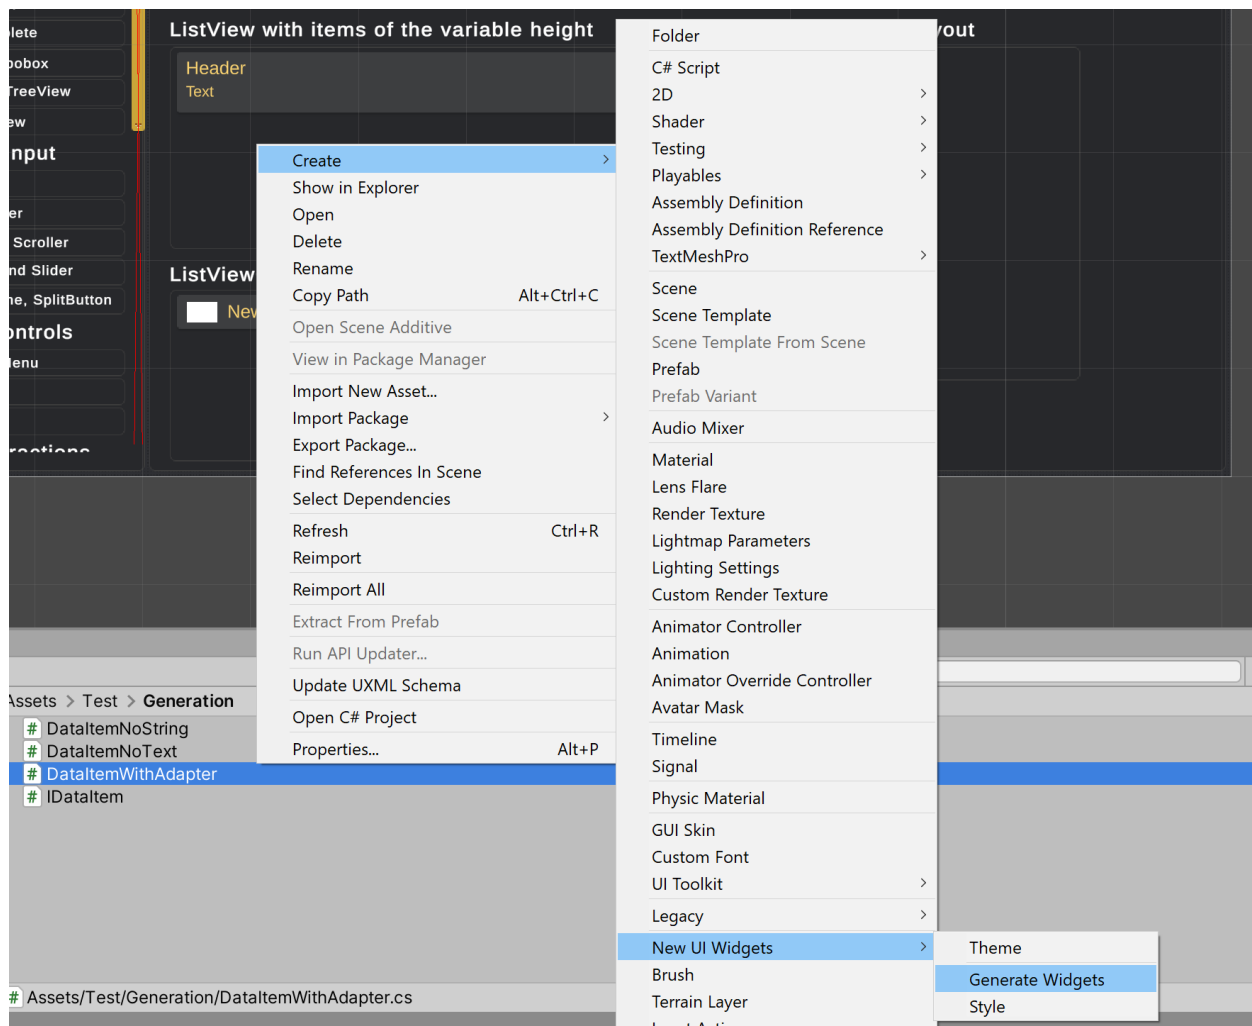 ListView with items of the variable height
Header
Text
TreeView
Scroller
Slider
SplitButton
ListView
Create
Show in Explorer
Open
Delete
Rename
Copy Path Alt+Ctrl+C
Open Scene Additive
View in Package Manager
Import New Asset...
Import Package
Export Package...
Find References In Scene
Select Dependencies
Refresh Ctrl+R
Reimport
Reimport All
Extract From Prefab
Run API Updater...
Update UXML Schema
Open C# Project
Properties... Alt+P
Folder
C# Script
2D
Shader
Testing
Playables
Assembly Definition
Assembly Definition Reference
TextMeshPro
Scene
Scene Template
Scene Template From Scene
Prefab
Prefab Variant
Audio Mixer
Material
Lens Flare
Render Texture
Lightmap Parameters
Lighting Settings
Custom Render Texture
Animator Controller
Animation
Animator Override Controller
Avatar Mask
Timeline
Signal
Physic Material
GUI Skin
Custom Font
UI Toolkit
Legacy
New UI Widgets
Brush
Terrain Layer
Theme
Generate Widgets
Style
Assets > Test > Generation
# DataItemNoString
# DataItemNoText
# DataItemWithAdapter
# IDataItem
# Assets/Test/Generation/DataItemWithAdapter.cs